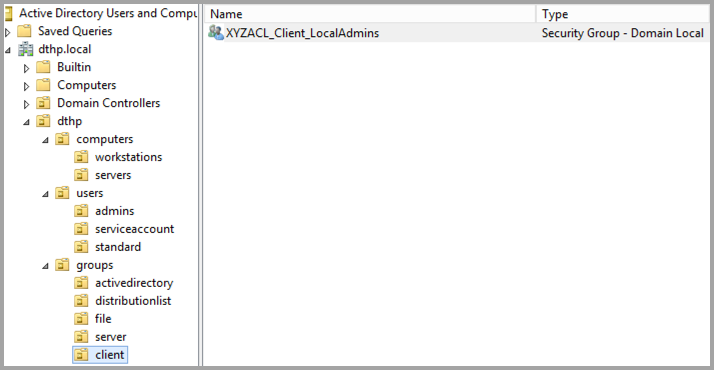 Active Directory Users and Compu
Saved Queries
dthp.local
Builtin
Computers
Domain Controllers
dthp
computers
workstations
servers
users
admins
serviceaccount
standard
groups
activedirectory
distributionlist
file
server
client
Name Type
XYZACL_Client_LocalAdmins Security Group - Domain Local